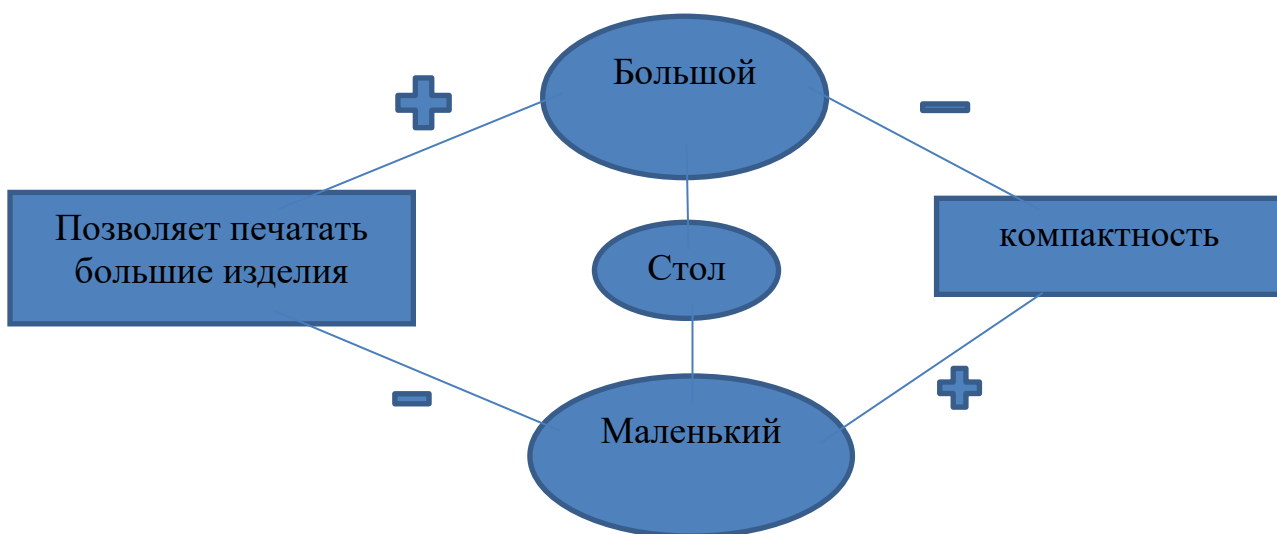 Большой
Позволяет печатать
большие изделия
компактность
Стол
Маленький